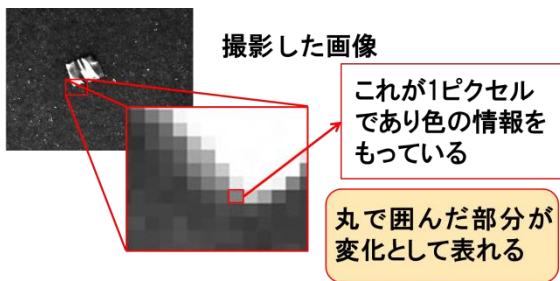 撮影した画像
これが1ピクセル
であり色の情報を
もっている
丸で囲んだ部分が
変化として表れる